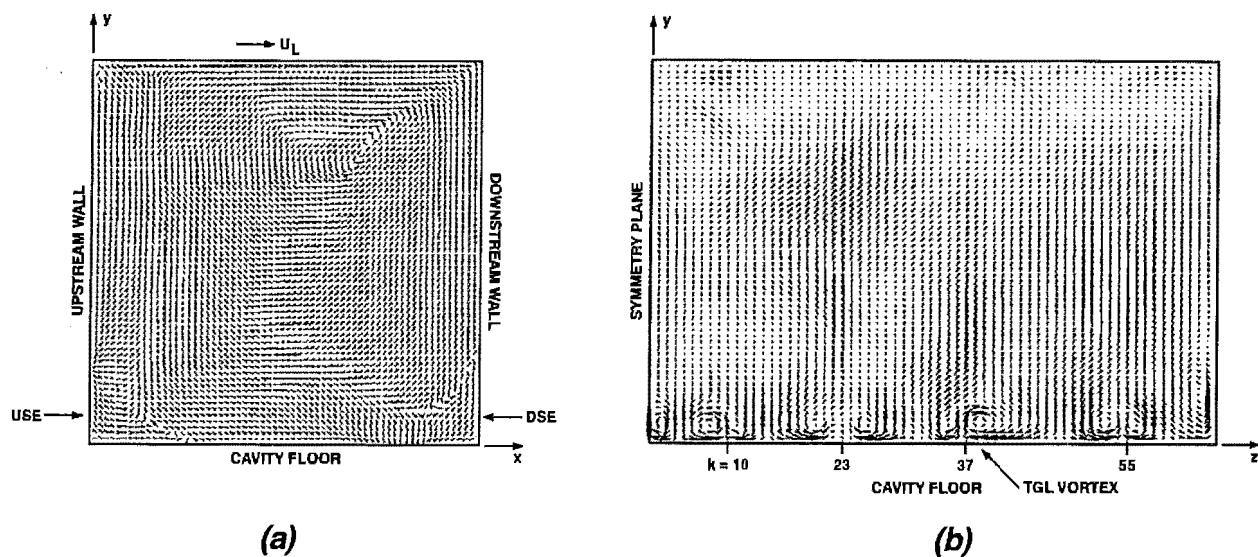 y
U_L
UPSTREAM WALL
DOWNSTREAM WALL
USE
DSE
CAVITY FLOOR
x
(a)
y
SYMMETRY PLANE
k = 10
23
37
55
z
CAVITY FLOOR
TGL VORTEX
(b)